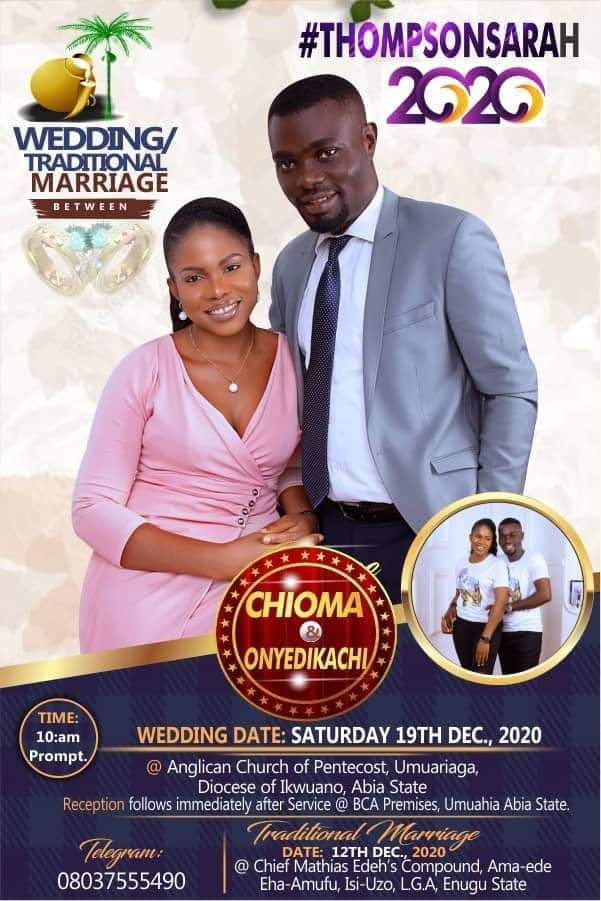 #THOMPSONSARAH
2020
WEDDING/
TRADITIONAL
MARRIAGE
BETWEEN
CHIOMA
&
ONYEDIKACHI
TIME:
10:am
Prompt.
WEDDING DATE: SATURDAY 19TH DEC., 2020
@ Anglican Church of Pentecost, Umuariaga,
Diocese of Ikwuano, Abia State
Reception follows immediately after Service @ BCA Premises, Umuahia Abia State.
Telegram:
08037555490
Traditional Marriage
DATE: 12TH DEC., 2020
@ Chief Mathias Edeh's Compound, Ama-ede
Eha-Amufu, Isi-Uzo, L.G.A, Enugu State